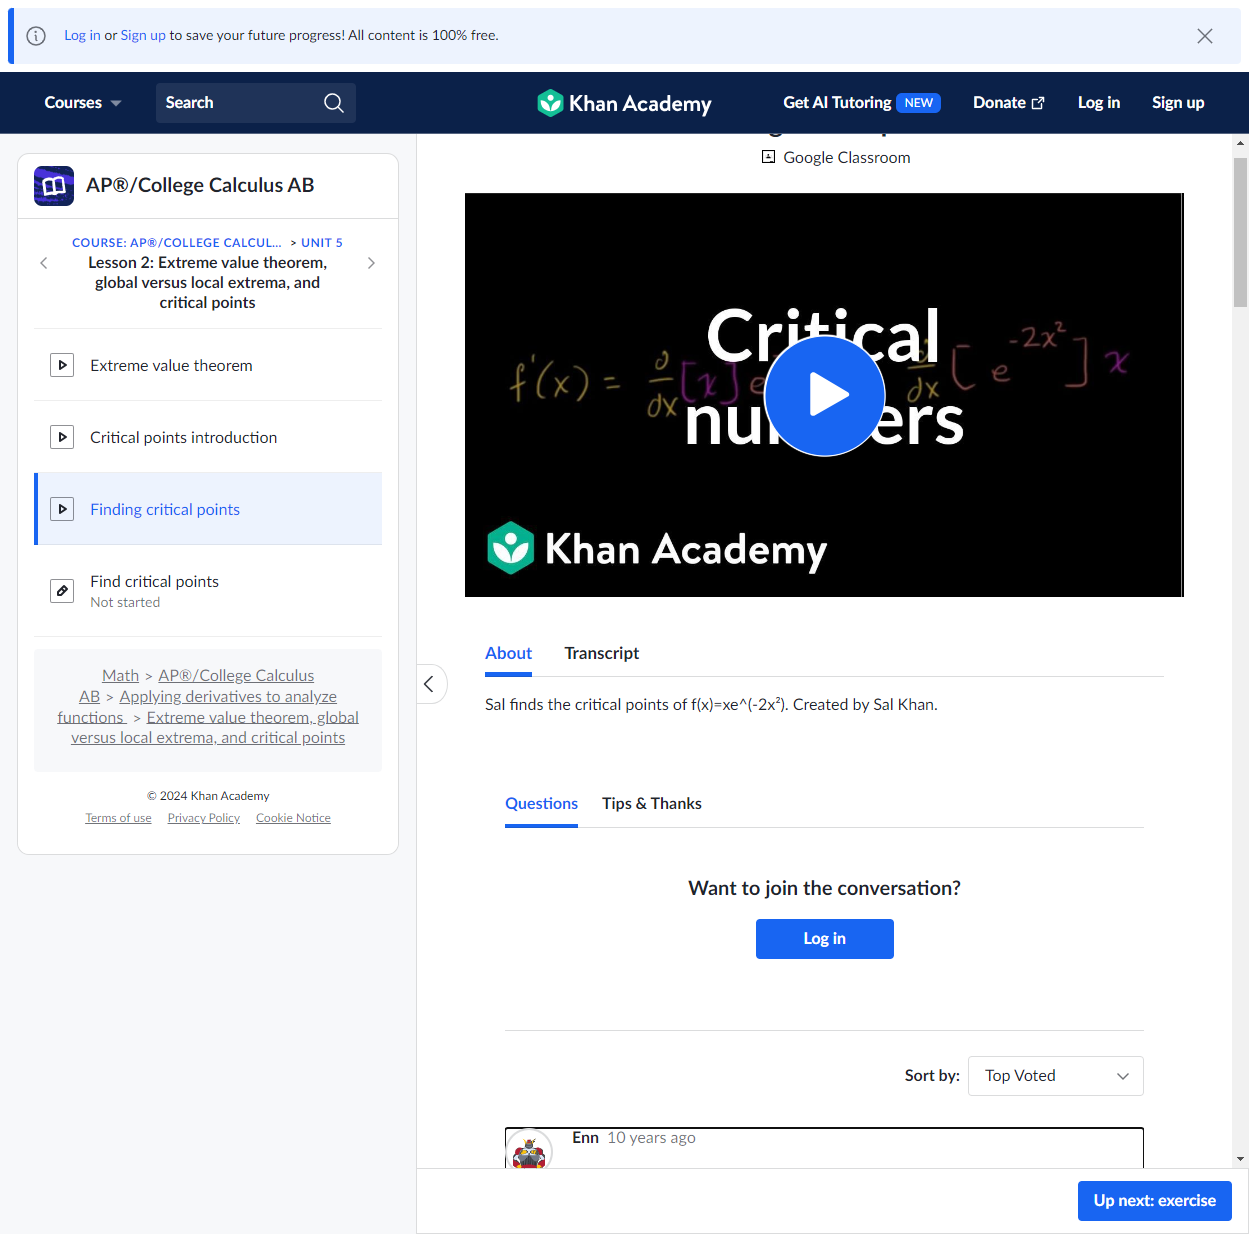 Log in or Sign up to save your future progress! All content is 100% free.
Courses
Search
Khan Academy
Get AI Tutoring NEW
Donate
Log in
Sign up
AP®/College Calculus AB
COURSE: AP®/COLLEGE CALCUL... > UNIT 5
Lesson 2: Extreme value theorem,
global versus local extrema, and
critical points
Extreme value theorem
Critical points introduction
Finding critical points
Find critical points
Not started
Math > AP®/College Calculus
AB > Applying derivatives to analyze
functions > Extreme value theorem, global
versus local extrema, and critical points
© 2024 Khan Academy
Terms of use Privacy Policy Cookie Notice
Google Classroom
Critical
f'(x) = d/dx [x] e d/dx [e^-2x²] x
Khan Academy
About Transcript
Sal finds the critical points of f(x)=xe^(-2x²). Created by Sal Khan.
Questions Tips & Thanks
Want to join the conversation?
Log in
Sort by: Top Voted
Enn 10 years ago
Up next: exercise